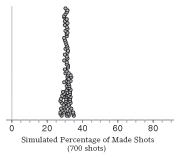 0 20 40 60 80
Simulated Percentage of Made Shots
(700 shots)